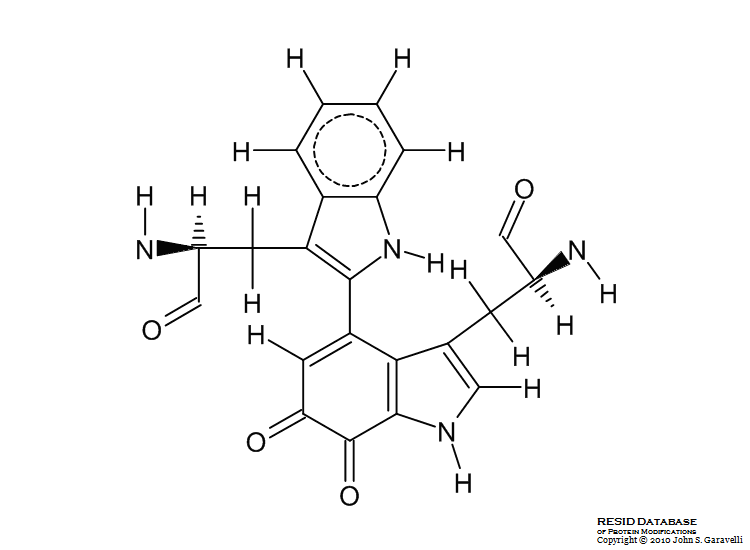 H H
H H
O
H H H
N
N
N H H
H
O
H
H
H
H
H
N
O
H
O
RESID DATABASE
OF PROTEIN MODIFICATIONS
Copyright © 2010 John S. Garavelli